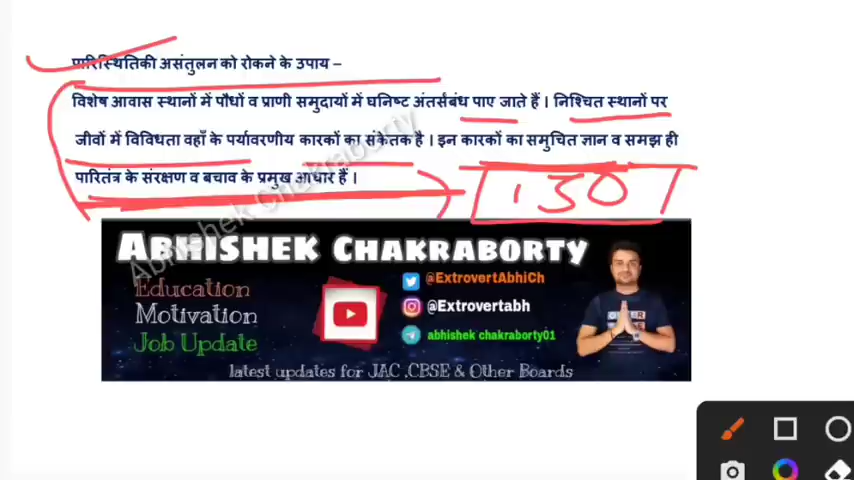 पारिस्थितिकी असंतुलन को रोकने के उपाय –
विशेष आवास स्थानों में पौधों व प्राणी समुदायों में घनिष्ट अंतर्संबंध पाए जाते हैं । निश्चित स्थानों पर
जीवों में विविधता वहाँ के पर्यावरणीय कारकों का संकेतक है । इन कारकों का समुचित ज्ञान व समझ ही
पारितंत्र के संरक्षण व बचाव के प्रमुख आधार हैं ।
130
Abhishek Chakraborty
ABHISHEK CHAKRABORTY
Education
Motivation
Job Update
@ExtrovertAbhiCh
@Extrovertabh
abhishek chakraborty01
latest updates for JAC ,CBSE & Other Boards